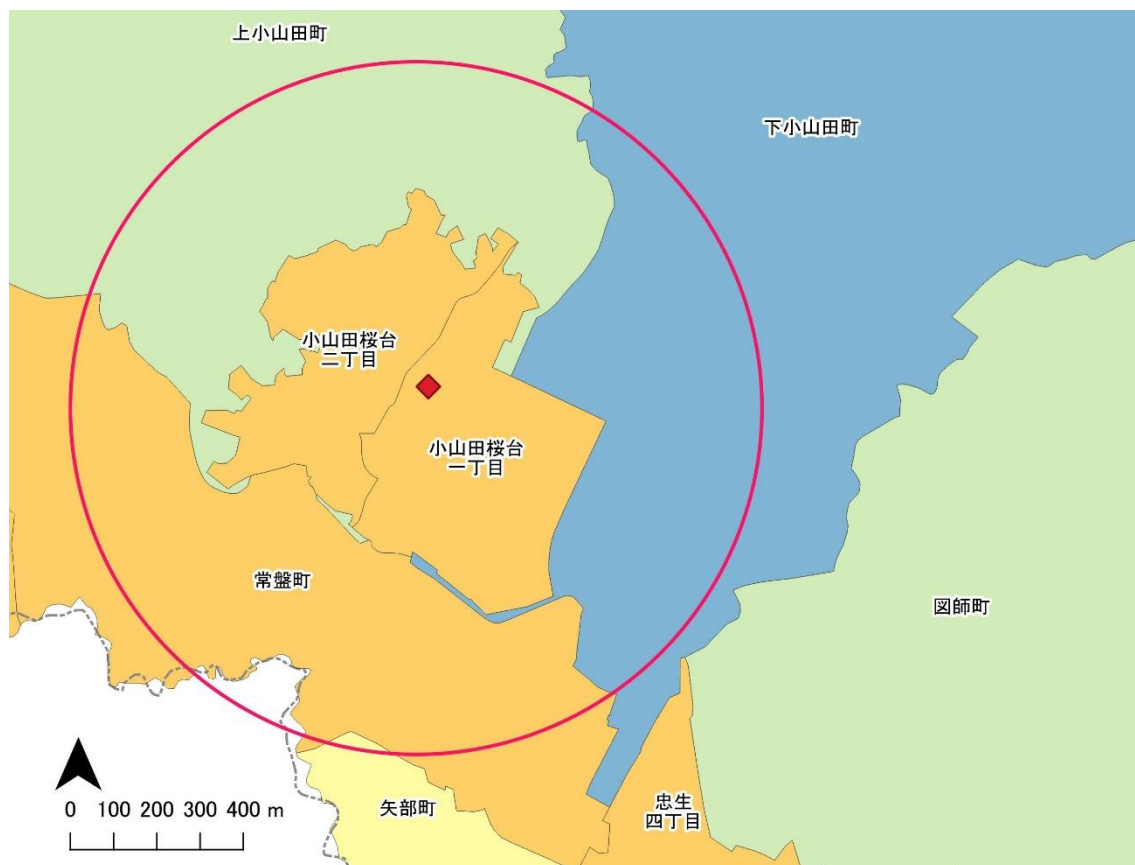 上小山田町
下小山田町
小山田桜台
二丁目
小山田桜台
一丁目
常盤町
図師町
矢部町
忠生
四丁目
0 100 200 300 400 m